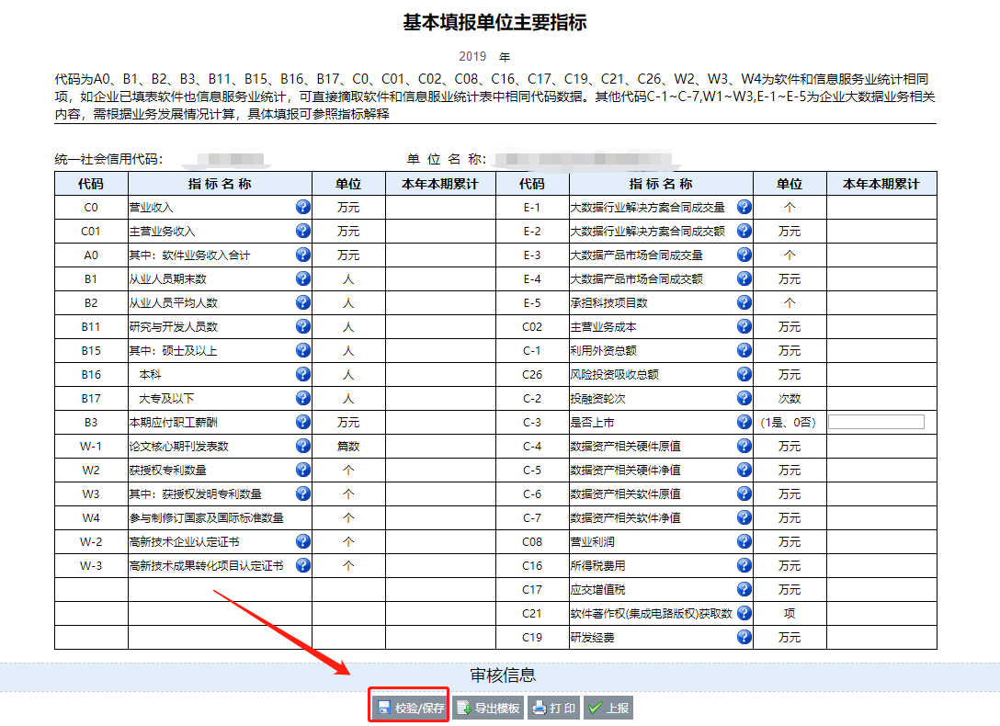 基本填报单位主要指标
2019 年
代码为A0、B1、B2、B3、B11、B15、B16、B17、C0、C01、C02、C08、C16、C17、C19、C21、C26、W2、W3、W4为软件和信息服务业统计相同
项，如企业已填表软件也信息服务业统计，可直接摘取软件和信息服业统计表中相同代码数据。其他代码C-1~C-7,W1~W3,E-1~E-5为企业大数据业务相关
内容，需根据业务发展情况计算，具体填报可参照指标解释
统一社会信用代码： 单 位 名 称：
代码 指 标 名 称 单位 本年本期累计 代码 指 标 名 称 单位 本年本期累计
C0 营业收入 万元 E-1 大数据行业解决方案合同成交量 个
C01 主营业务收入 万元 E-2 大数据行业解决方案合同成交额 万元
A0 其中：软件业务收入合计 万元 E-3 大数据产品市场合同成交量 个
B1 从业人员期末数 人 E-4 大数据产品市场合同成交额 万元
B2 从业人员平均人数 人 E-5 承担科技项目数 个
B11 研究与开发人员数 人 C02 主营业务成本 万元
B15 其中：硕士及以上 人 C-1 利用外资总额 万元
B16 本科 人 C26 风险投资吸收总额 万元
B17 大专及以下 人 C-2 投融资轮次 次数
B3 本期应付职工薪酬 万元 C-3 是否上市 (1是、0否)
W-1 论文核心期刊发表数 篇数 C-4 数据资产相关硬件原值 万元
W2 获授权专利数量 个 C-5 数据资产相关硬件净值 万元
W3 其中：获授权发明专利数量 个 C-6 数据资产相关软件原值 万元
W4 参与制修订国家及国际标准数量 个 C-7 数据资产相关软件净值 万元
W-2 高新技术企业认定证书 个 C08 营业利润 万元
W-3 高新技术成果转化项目认定证书 个 C16 所得税费用 万元
C17 应交增值税 万元
C21 软件著作权(集成电路版权)获取数 项
C19 研发经费 万元
审核信息
校验/保存 导出模板 打 印 上报